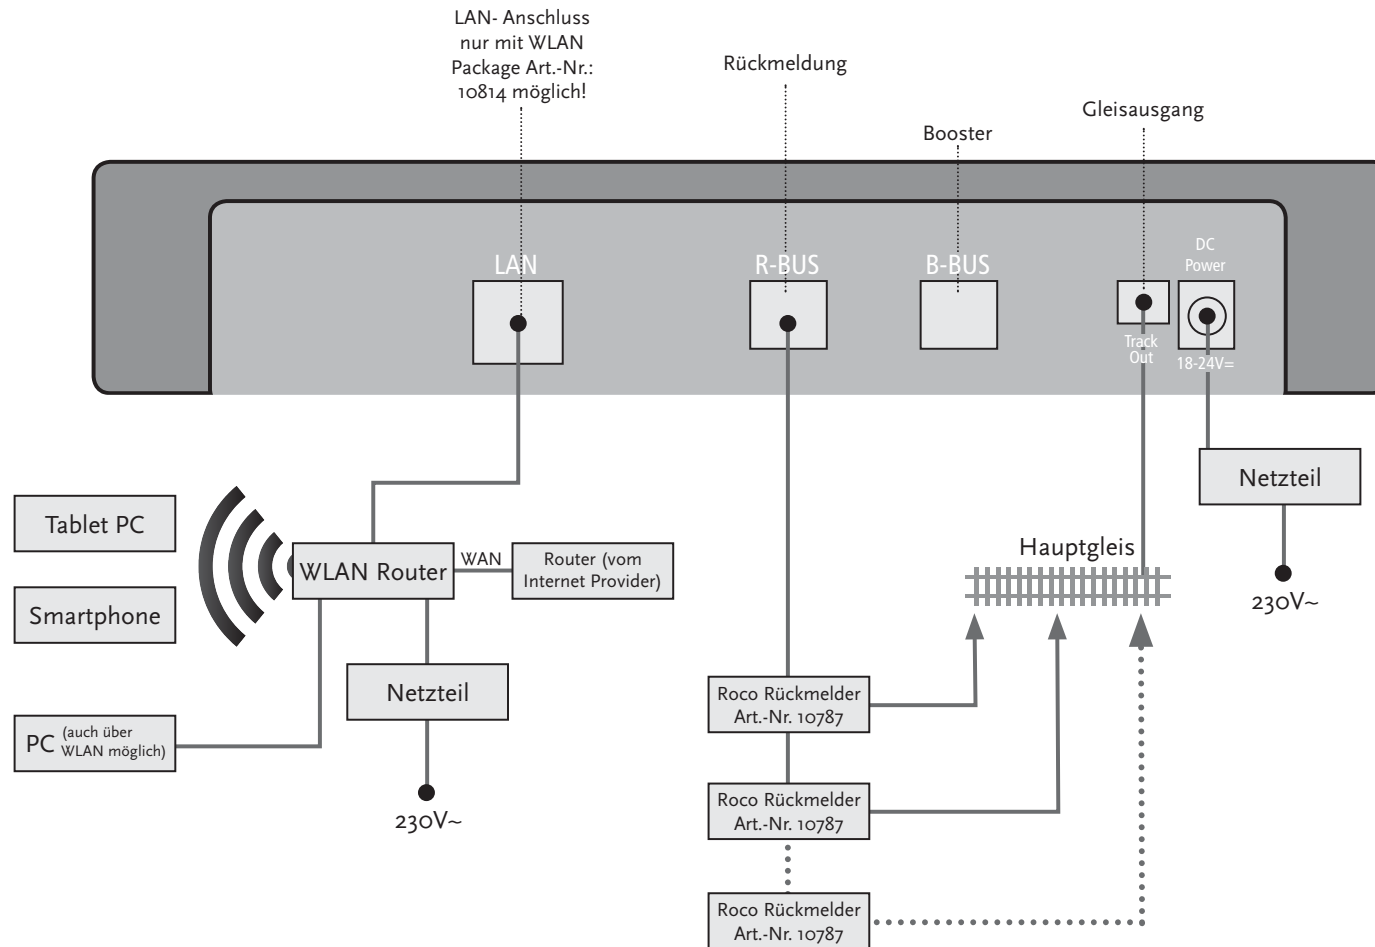 LAN- Anschluss
nur mit WLAN
Package Art.-Nr.:
10814 möglich!
Rückmeldung
Booster
Gleisausgang
LAN
R-BUS
B-BUS
DC
Power
Track
Out
18-24V=
Tablet PC
Smartphone
PC (auch über
WLAN möglich)
WLAN Router
WAN
Router (vom
Internet Provider)
Netzteil
230V~
Hauptgleis
Netzteil
230V~
Roco Rückmelder
Art.-Nr. 10787
Roco Rückmelder
Art.-Nr. 10787
Roco Rückmelder
Art.-Nr. 10787